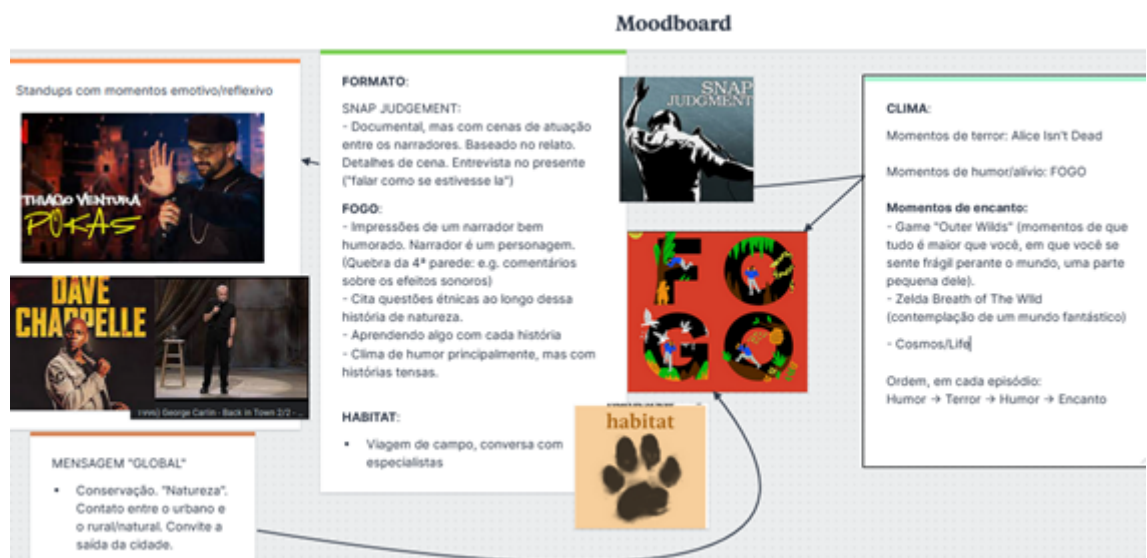 Moodboard
Standups com momentos emotivo/reflexivo
THIAGO VENTURA
POKAS
DAVE
CHAPPELLE
George Carlin - Back in Town 2/2 - ...
MENSAGEM "GLOBAL"
▪ Conservação. "Natureza".
Contato entre o urbano e
o rural/natural. Convite a
saída da cidade.
FORMATO:
SNAP JUDGEMENT:
- Documental, mas com cenas de atuação
entre os narradores. Baseado no relato.
Detalhes de cena. Entrevista no presente
("falar como se estivesse la")
FOGO:
- Impressões de um narrador bem
humorado. Narrador é um personagem.
(Quebra da 4ª parede: e.g. comentários
sobre os efeitos sonoros)
- Cita questões étnicas ao longo dessa
história de natureza.
- Aprendendo algo com cada história
- Clima de humor principalmente, mas com
histórias tensas.
HABITAT:
▪ Viagem de campo, conversa com
especialistas
SNAP
JUDGMENT
FO
GO
habitat
CLIMA:
Momentos de terror: Alice Isn't Dead
Momentos de humor/alivio: FOGO
Momentos de encanto:
- Game "Outer Wilds" (momentos de que
tudo é maior que você, em que você se
sente frágil perante o mundo, uma parte
pequena dele).
- Zelda Breath of The Wild
(contemplação de um mundo fantástico)
- Cosmos/Life
Ordem, em cada episódio:
Humor → Terror → Humor → Encanto